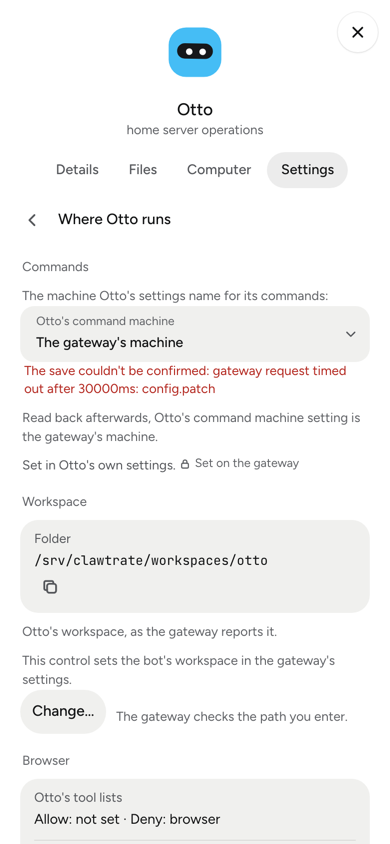 Otto
home server operations
Details Files Computer Settings
Where Otto runs
Commands
The machine Otto's settings name for its commands:
Otto's command machine
The gateway's machine
The save couldn't be confirmed: gateway request timed
out after 30000ms: config.patch
Read back afterwards, Otto's command machine setting is
the gateway's machine.
Set in Otto's own settings. Set on the gateway
Workspace
Folder
/srv/clawtrate/workspaces/otto
Otto's workspace, as the gateway reports it.
This control sets the bot's workspace in the gateway's
settings.
Change... The gateway checks the path you enter.
Browser
Otto's tool lists
Allow: not set · Deny: browser